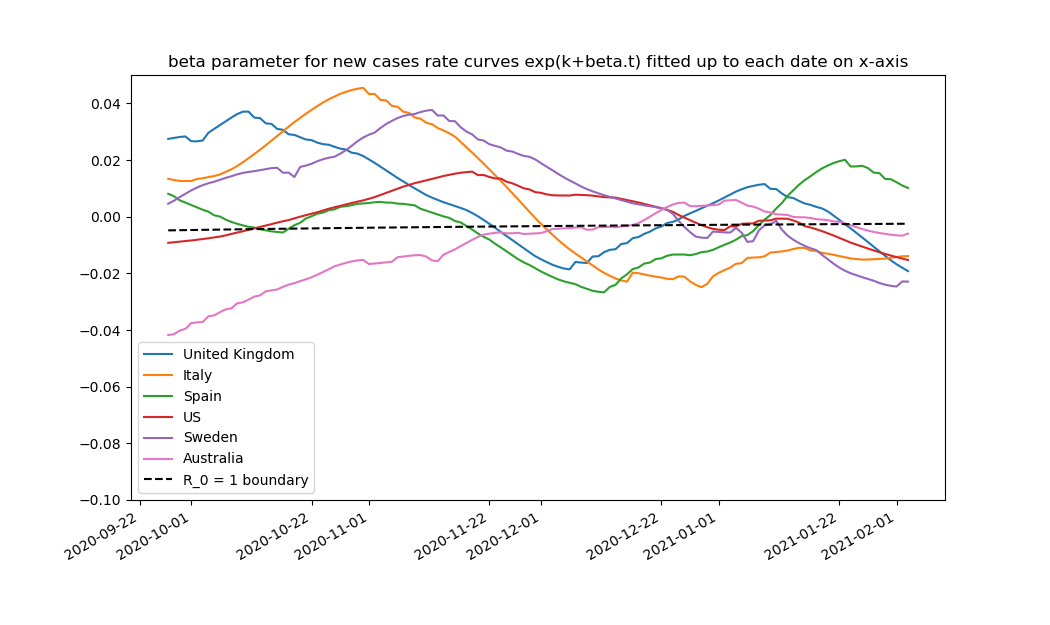 beta parameter for new cases rate curves exp(k+beta.t) fitted up to each date on x-axis
0.04
0.02
0.00
−0.02
−0.04
−0.06
−0.08
−0.10
United Kingdom
Italy
Spain
US
Sweden
Australia
R_0 = 1 boundary
2020-09-22
2020-10-01
2020-10-22
2020-11-01
2020-11-22
2020-12-01
2020-12-22
2021-01-01
2021-01-22
2021-02-01